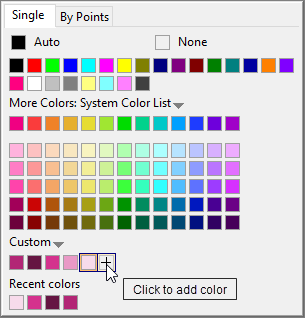 Single By Points
Auto None
More Colors: System Color List
Custom
Click to add color
Recent colors